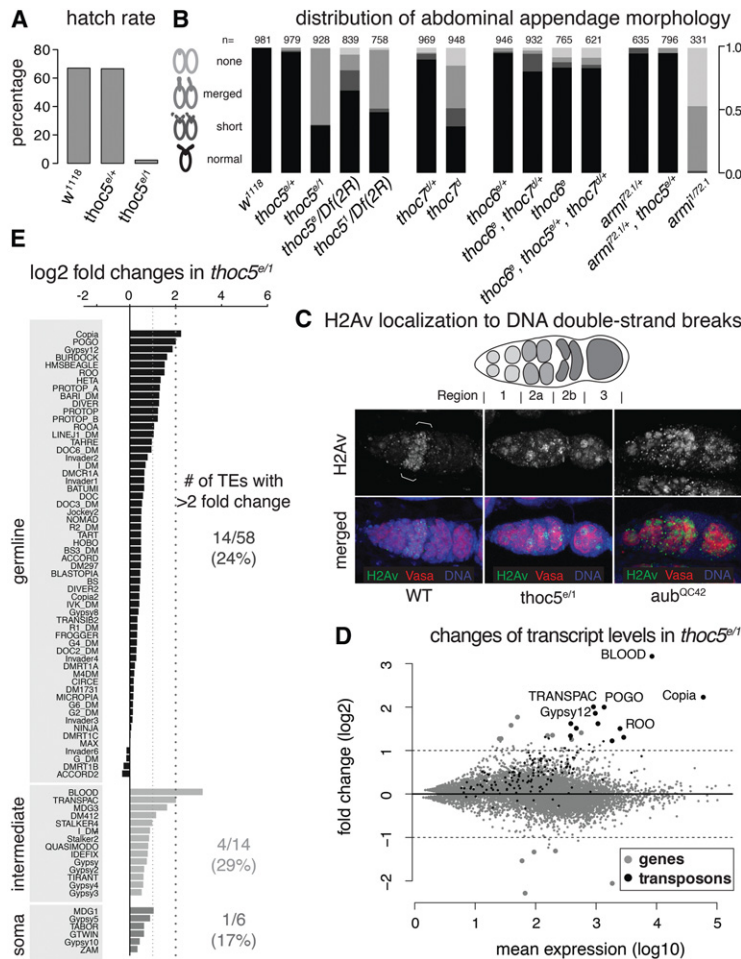 A
hatch rate
percentage
80
60
40
20
0
w1118
thoc5e/+
thoc5e/1
B
distribution of abdominal appendage morphology
n= 981 979 928 839 758 969 948 946 932 765 621 635 796 331
none
merged
short
normal
1.0
0.5
0.0
w1118
thoc5e/+
thoc5e/1
thoc5e/Df(2R)
thoc51/Df(2R)
thoc7d/+
thoc7d
thoc6e/+
thoc6e, thoc7d/+
thoc6e
thoc6e, thoc5e/+, thoc7d/+
armi72.1/+
armi72.1/+, thoc5e/+
armi1/72.1
E
log2 fold changes in thoc5e/1
-2 0 2 4 6
germline
Copia
POGO
Gypsy12
BURDOCK
HMSBEAGLE
ROO
HETA
PROTOP_A
BARI_DM
DIVER
PROTOP
PROTOP_B
ROOA
LINEJ1_DM
TAHRE
DOC6_DM
Invader2
I_DM
DMCR1A
Invader1
BATUMI
DOC
DOC3_DM
Jockey2
NOMAD
R2_DM
TART
HOBO
BS3_DM
ACCORD
DM297
BLASTOPIA
BS
DIVER2
Copia2
IVK_DM
Gypsy8
TRANSIB2
R1_DM
FROGGER
G4_DM
DOC2_DM
Invader4
DMRT1A
M4DM
CIRCE
DM1731
MICROPIA
G6_DM
G2_DM
Invader3
NINJA
DMRT1C
MAX
Invader6
G_DM
DMRT1B
ACCORD2
# of TEs with
>2 fold change
14/58
(24%)
intermediate
BLOOD
TRANSPAC
MDG3
DM412
STALKER4
I_DM
Stalker2
QUASIMODO
IDEFIX
Gypsy
Gypsy2
TIRANT
Gypsy4
Gypsy3
4/14
(29%)
soma
MDG1
Gypsy5
TABOR
GTWIN
Gypsy10
ZAM
1/6
(17%)
C
H2Av localization to DNA double-strand breaks
Region | 1 | 2a | 2b | 3 |
H2Av
merged
H2Av Vasa DNA
H2Av Vasa DNA
H2Av Vasa DNA
WT
thoc5e/1
aubQC42
D
changes of transcript levels in thoc5e/1
fold change (log2)
3
2
1
0
−1
−2
BLOOD
TRANSPAC
POGO
Copia
Gypsy12
ROO
genes
transposons
0 1 2 3 4 5
mean expression (log10)